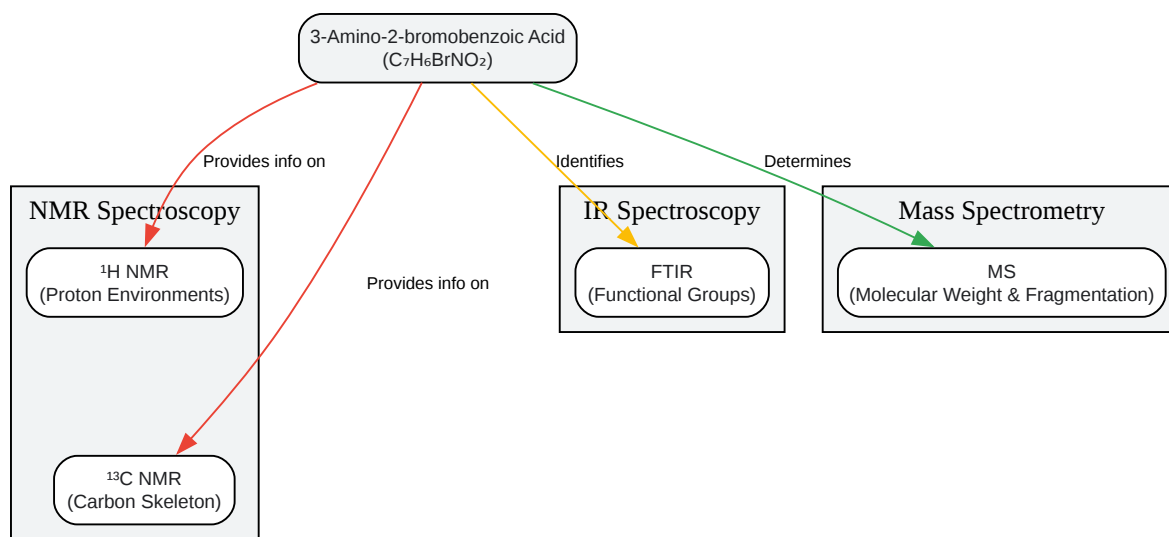 3-Amino-2-bromobenzoic Acid
(C₇H₆BrNO₂)
Provides info on
Identifies
Determines
NMR Spectroscopy
IR Spectroscopy
Mass Spectrometry
¹H NMR
(Proton Environments)
FTIR
(Functional Groups)
MS
(Molecular Weight & Fragmentation)
Provides info on
¹³C NMR
(Carbon Skeleton)